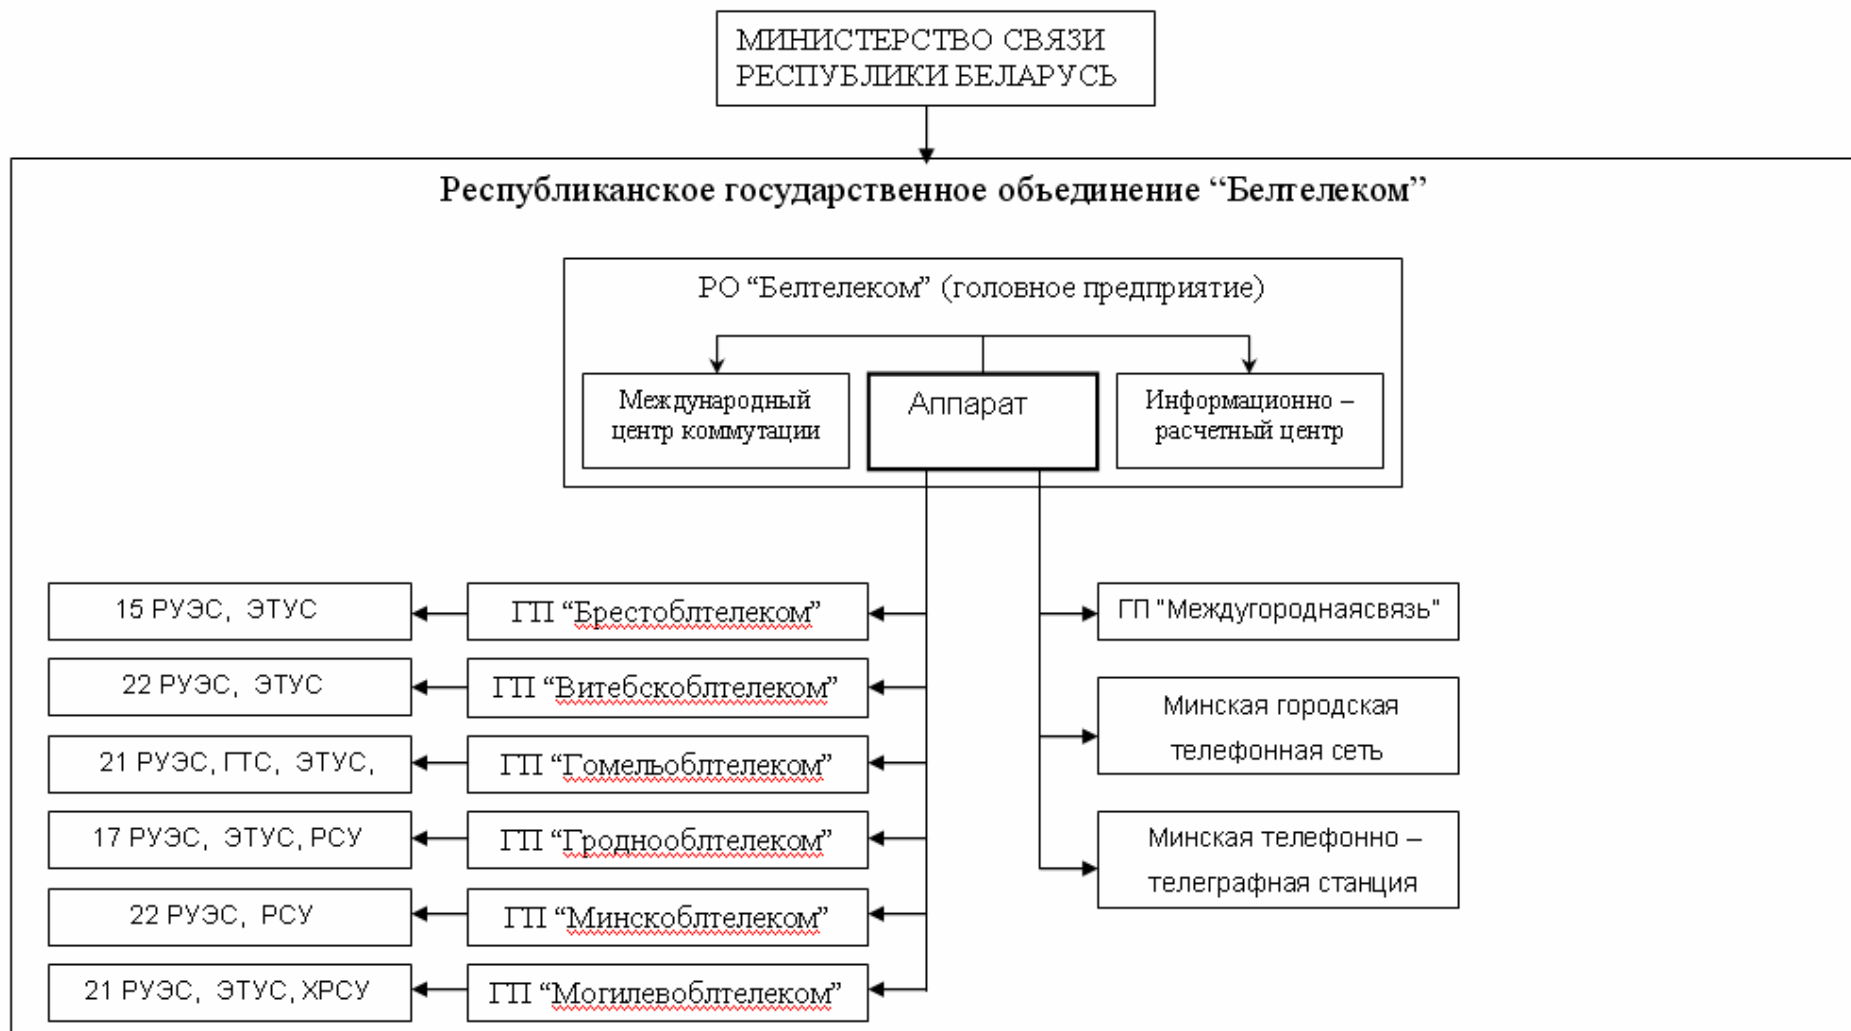 МИНИСТЕРСТВО СВЯЗИ
РЕСПУБЛИКИ БЕЛАРУСЬ
Республиканское государственное объединение “Белтелеком”
РО “Белтелеком” (головное предприятие)
Международный
центр коммутации
Аппарат
Информационно –
расчетный центр
15 РУЭС, ЭТУС
ГП “Брестоблтелеком”
ГП "Междугороднаясвязь"
22 РУЭС, ЭТУС
ГП “Витебскоблтелеком”
Минская городская
телефонная сеть
21 РУЭС, ГТС, ЭТУС,
ГП “Гомельоблтелеком”
17 РУЭС, ЭТУС, РСУ
ГП “Гроднооблтелеком”
Минская телефонно –
телеграфная станция
22 РУЭС, РСУ
ГП “Минскоблтелеком”
21 РУЭС, ЭТУС, ХРСУ
ГП “Могилевоблтелеком”